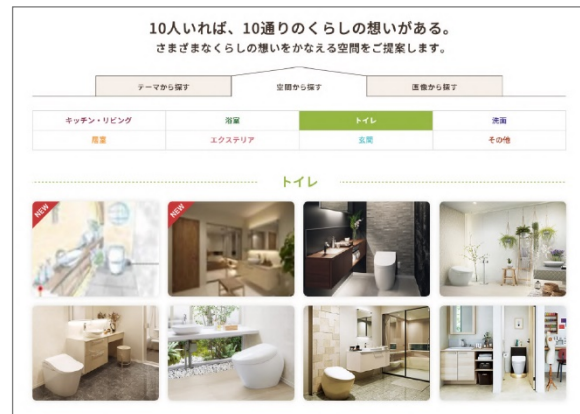 10人いれば、10通りのくらしの想いがある。
さまざまなくらしの想いをかなえる空間をご提案します。
テーマから探す 空間から探す 画像から探す
キッチン・リビング 浴室 トイレ 洗面
寝室 エクステリア 玄関 その他
トイレ
NEW NEW